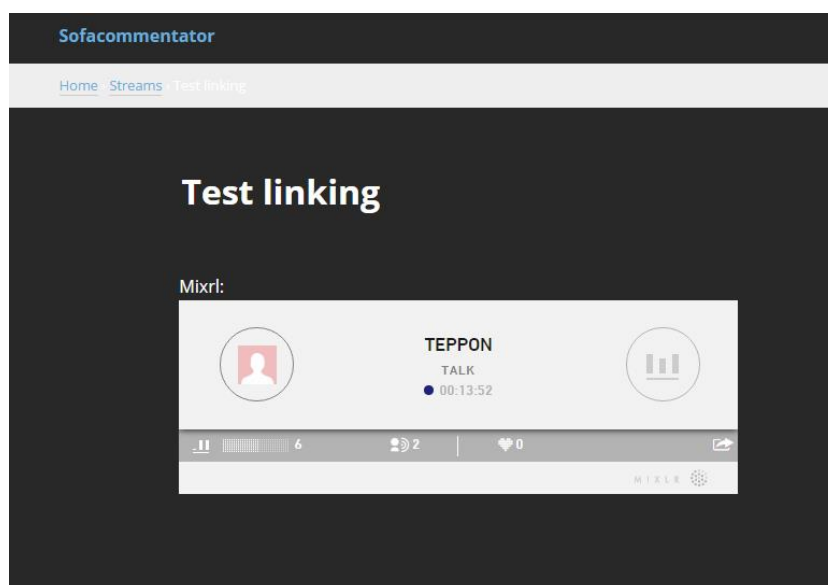 Sofacommentator
Home Streams Test linking
Test linking
Mixrl:
TEPPON
TALK
00:13:52
6 2 0
MIXLR